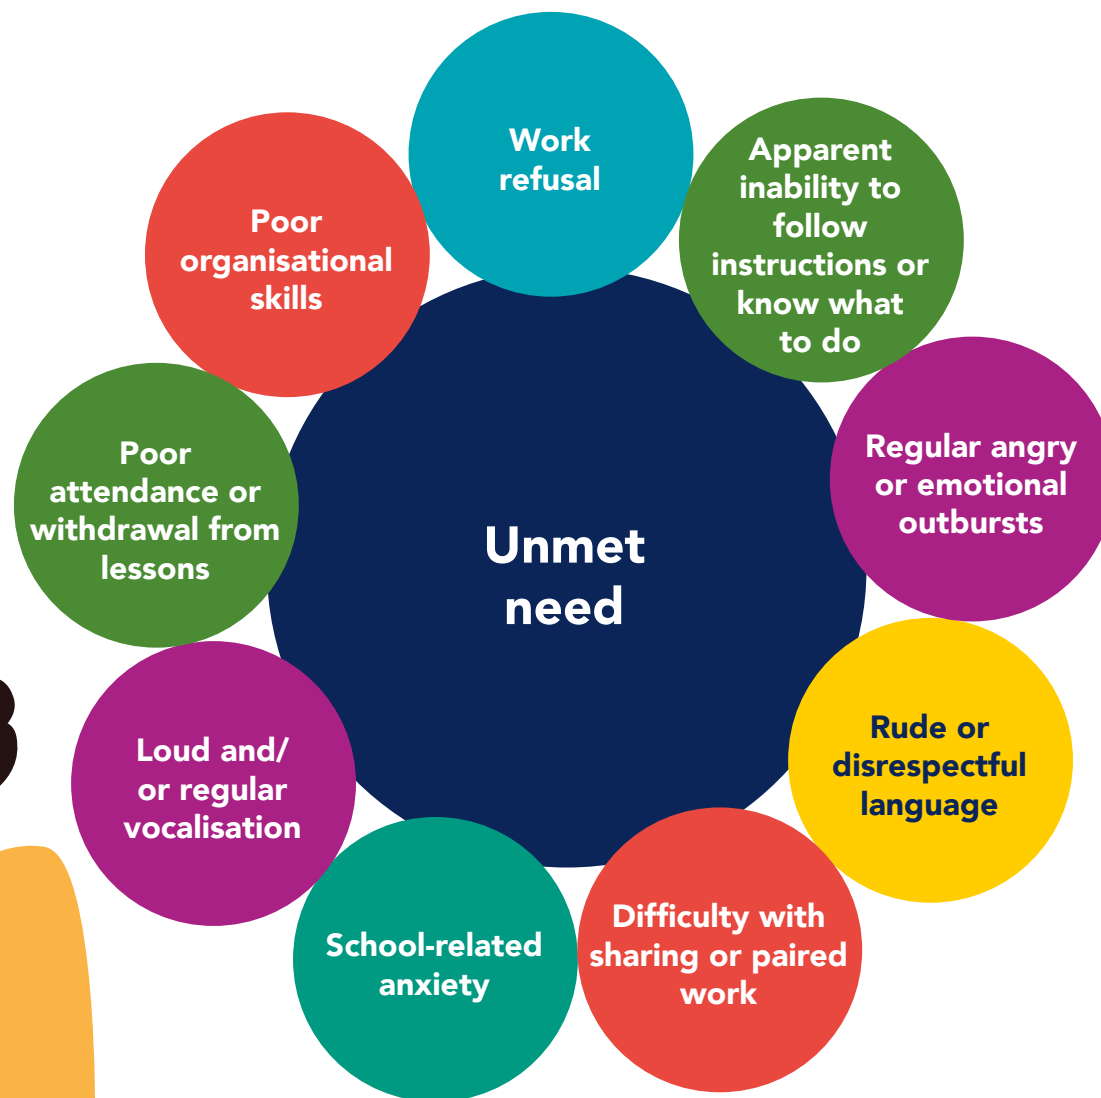 Work
refusal
Apparent
inability to
follow
instructions or
know what
to do
Regular angry
or emotional
outbursts
Rude or
disrespectful
language
Difficulty with
sharing or paired
work
School-related
anxiety
Loud and/
or regular
vocalisation
Poor
attendance or
withdrawal from
lessons
Poor
organisational
skills
Unmet
need